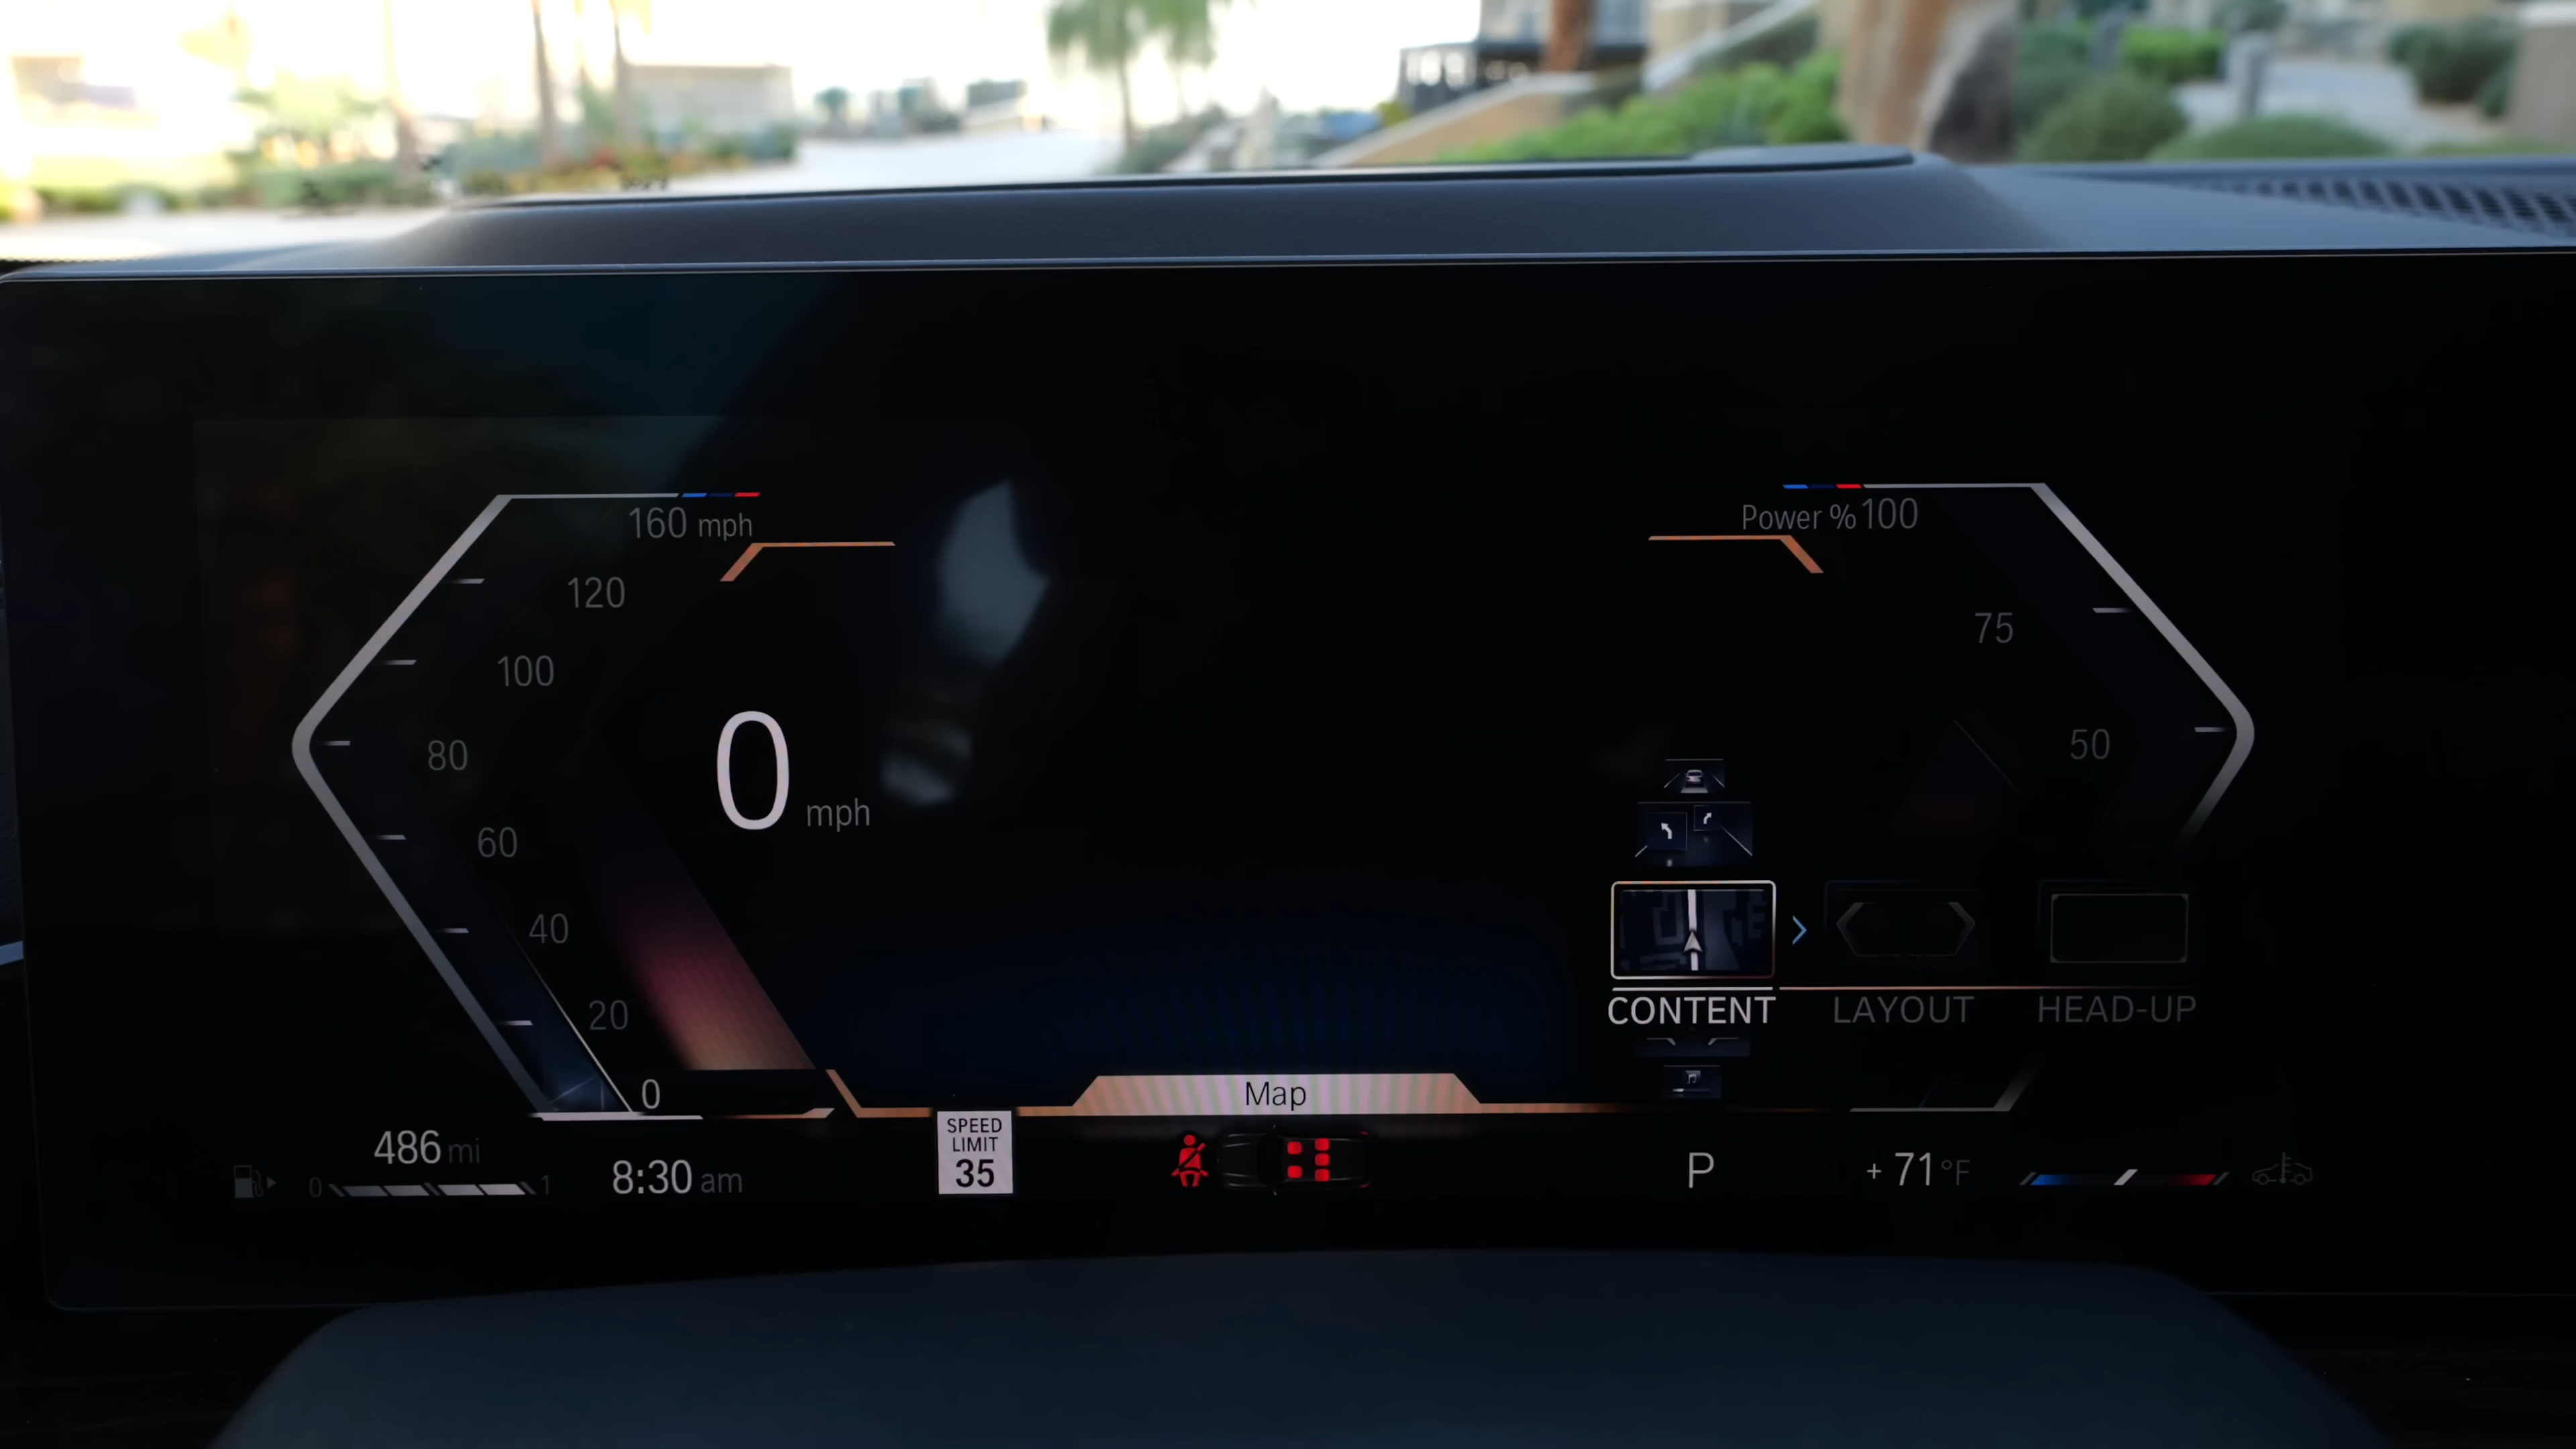 160 mph
120
100
80
60
40
20
0
0 mph
Power % 100
75
50
CONTENT
LAYOUT
HEAD-UP
Map
486 mi
0
1
8:30 am
SPEED
LIMIT
35
P
+ 71 °F